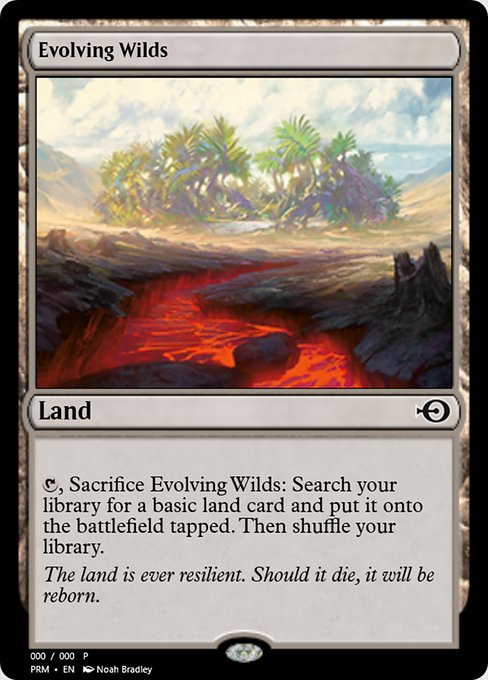 Evolving Wilds
Land
, Sacrifice Evolving Wilds: Search your
library for a basic land card and put it onto
the battlefield tapped. Then shuffle your
library.
The land is ever resilient. Should it die, it will be
reborn.
000 / 000 P
PRM • EN Noah Bradley